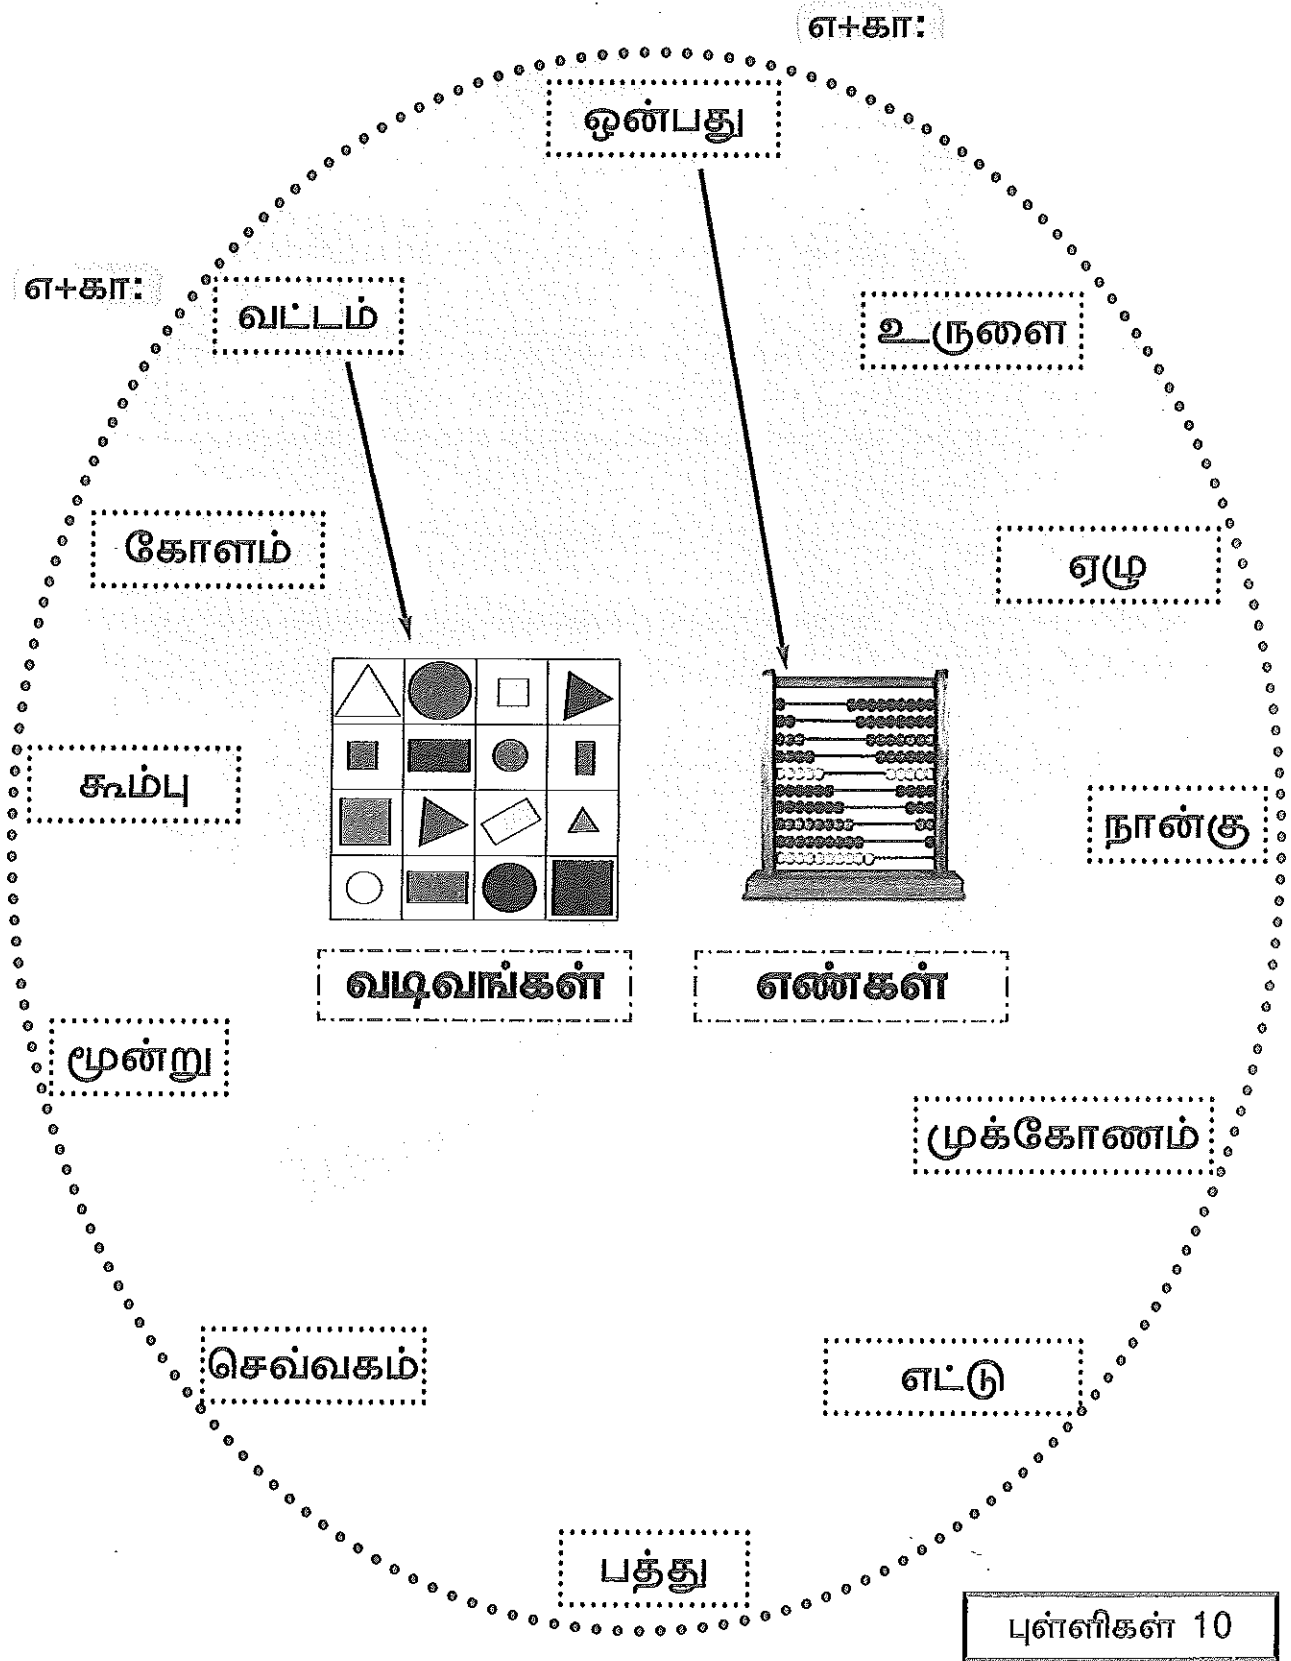 எ+கா:
ஒன்பது
எ+கா:
வட்டம்
உருளை
கோளம்
ஏழு
கூம்பு
நான்கு
வடிவங்கள்
எண்கள்
மூன்று
முக்கோணம்
செவ்வகம்
எட்டு
பத்து
புள்ளிகள் 10